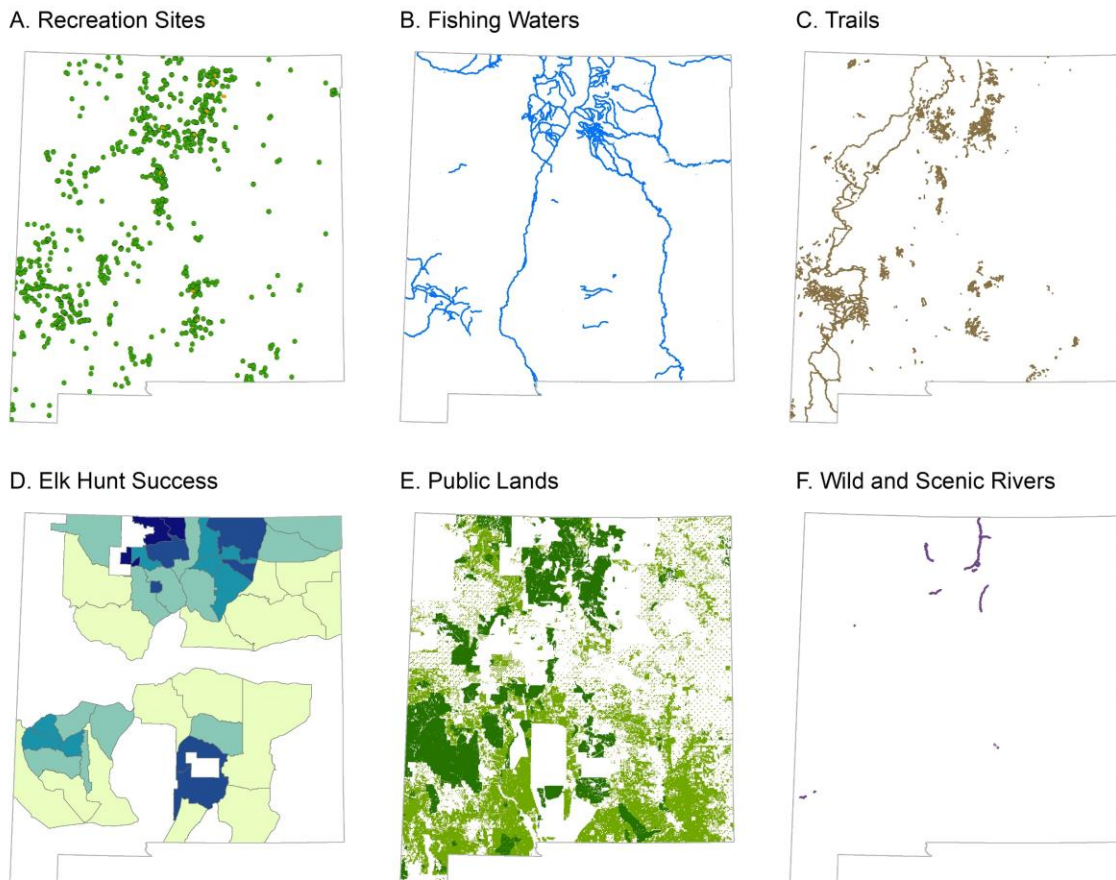 A. Recreation Sites
B. Fishing Waters
C. Trails
D. Elk Hunt Success
E. Public Lands
F. Wild and Scenic Rivers